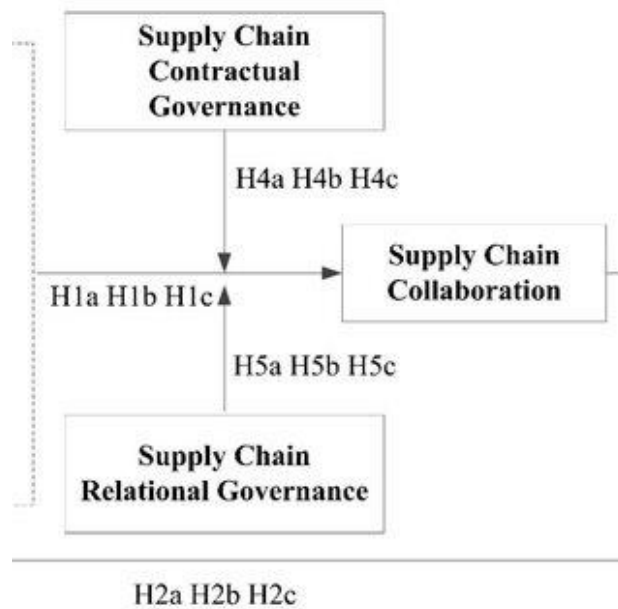 Supply Chain
Contractual
Governance
H4a H4b H4c
Supply Chain
Collaboration
H1a H1b H1c
H5a H5b H5c
Supply Chain
Relational Governance
H2a H2b H2c